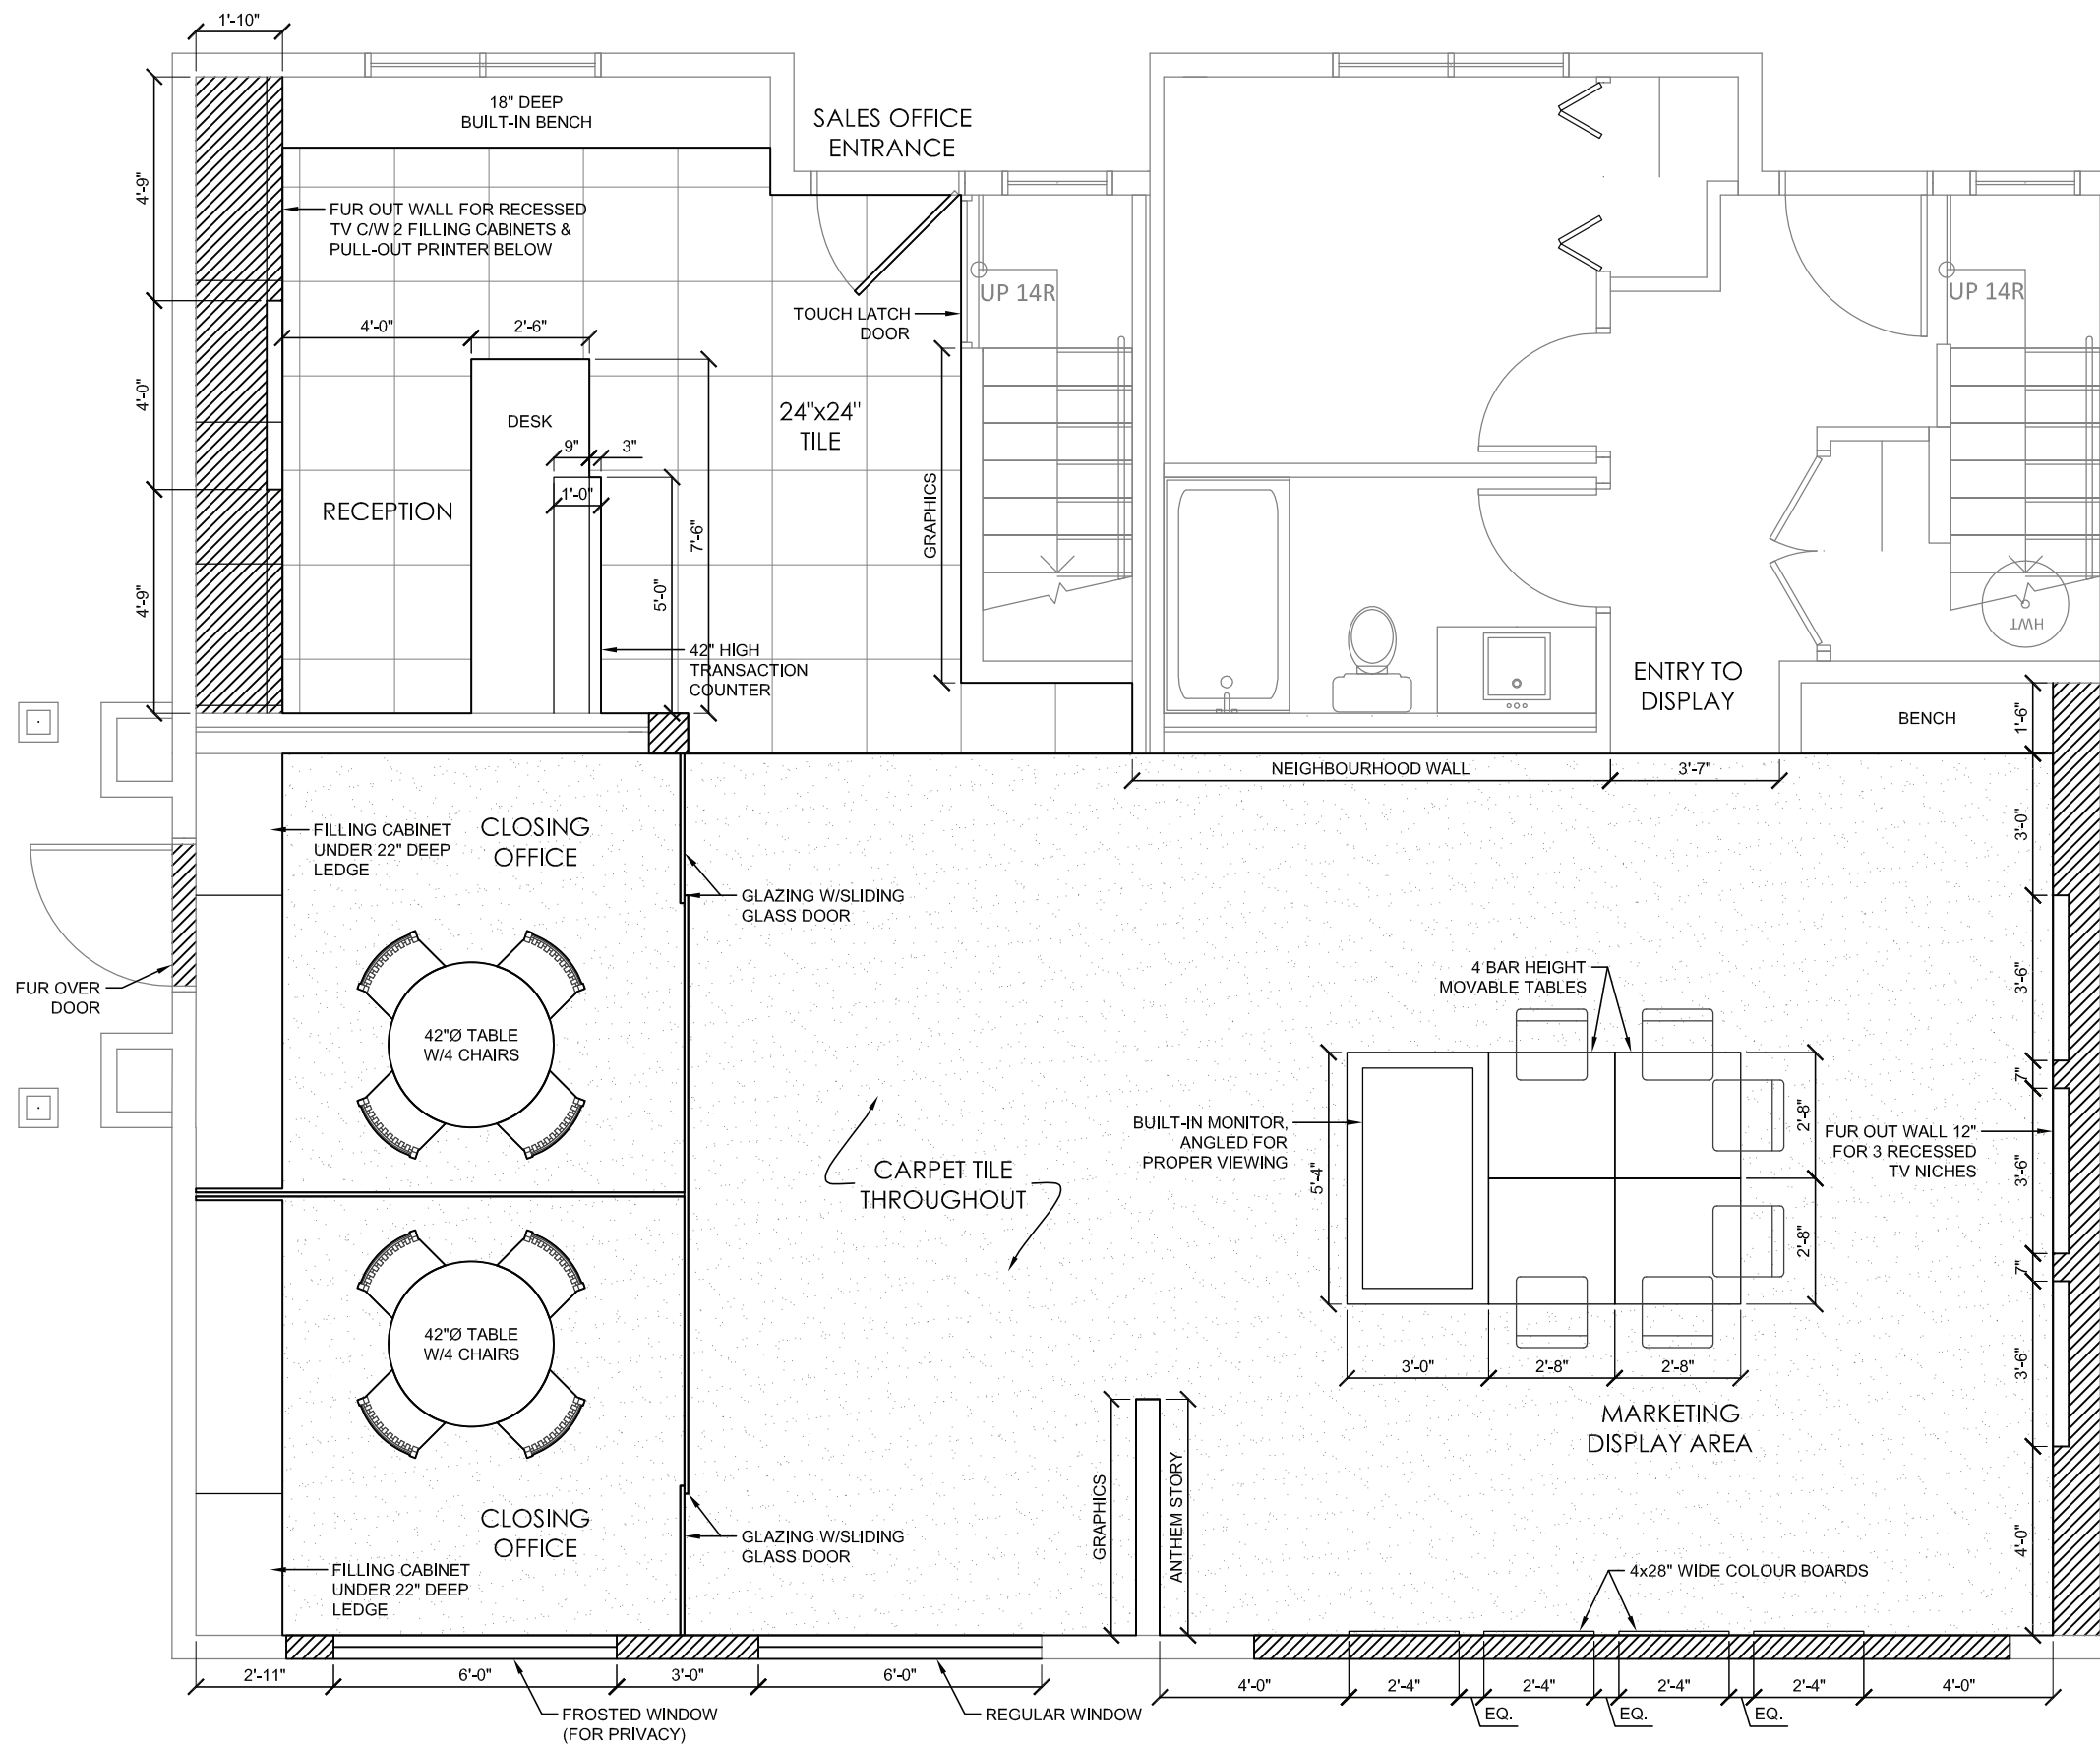 1'-10"
18" DEEP
BUILT-IN BENCH
SALES OFFICE
ENTRANCE
4'-9"
FUR OUT WALL FOR RECESSED
TV C/W 2 FILLING CABINETS &
PULL-OUT PRINTER BELOW
UP 14R
UP 14R
TOUCH LATCH
DOOR
4'-0"
2'-6"
4'-0"
DESK
24"x24"
TILE
9"
3"
1'-0"
RECEPTION
GRAPHICS
7'-6"
5'-0"
4'-9"
42" HIGH
TRANSACTION
COUNTER
HWT
ENTRY TO
DISPLAY
BENCH
1'-6"
NEIGHBOURHOOD WALL
3'-7"
FILLING CABINET
UNDER 22" DEEP
LEDGE
CLOSING
OFFICE
3'-0"
GLAZING W/SLIDING
GLASS DOOR
FUR OVER
DOOR
4 BAR HEIGHT
MOVABLE TABLES
3'-6"
42"Ø TABLE
W/4 CHAIRS
7"
BUILT-IN MONITOR,
ANGLED FOR
PROPER VIEWING
2'-8"
FUR OUT WALL 12"
FOR 3 RECESSED
TV NICHES
CARPET TILE
THROUGHOUT
5'-4"
3'-6"
2'-8"
7"
42"Ø TABLE
W/4 CHAIRS
3'-0"
2'-8"
2'-8"
3'-6"
MARKETING
DISPLAY AREA
CLOSING
OFFICE
GLAZING W/SLIDING
GLASS DOOR
GRAPHICS
ANTHEM STORY
4'-0"
FILLING CABINET
UNDER 22" DEEP
LEDGE
4x28" WIDE COLOUR BOARDS
2'-11"
6'-0"
3'-0"
6'-0"
4'-0"
2'-4"
2'-4"
2'-4"
2'-4"
4'-0"
EQ.
EQ.
EQ.
FROSTED WINDOW
(FOR PRIVACY)
REGULAR WINDOW